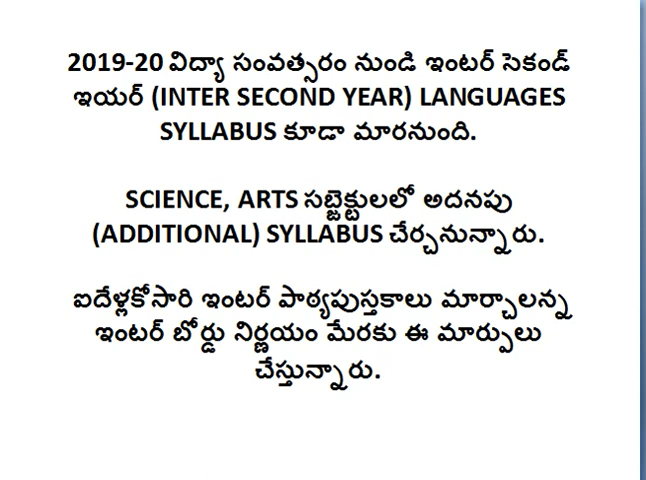 2019-20 విద్యా సంవత్సరం నుండి ఇంటర్ సెకండ్
ఇయర్ (INTER SECOND YEAR) LANGUAGES
SYLLABUS కూడా మారనుంది.
SCIENCE, ARTS సబ్జెక్టులలో అదనపు
(ADDITIONAL) SYLLABUS చేర్చనున్నారు.
ఐదేళ్లకోసారి ఇంటర్ పాఠ్యపుస్తకాలు మార్చాలన్న
ఇంటర్ బోర్డు నిర్ణయం మేరకు ఈ మార్పులు
చేస్తున్నారు.